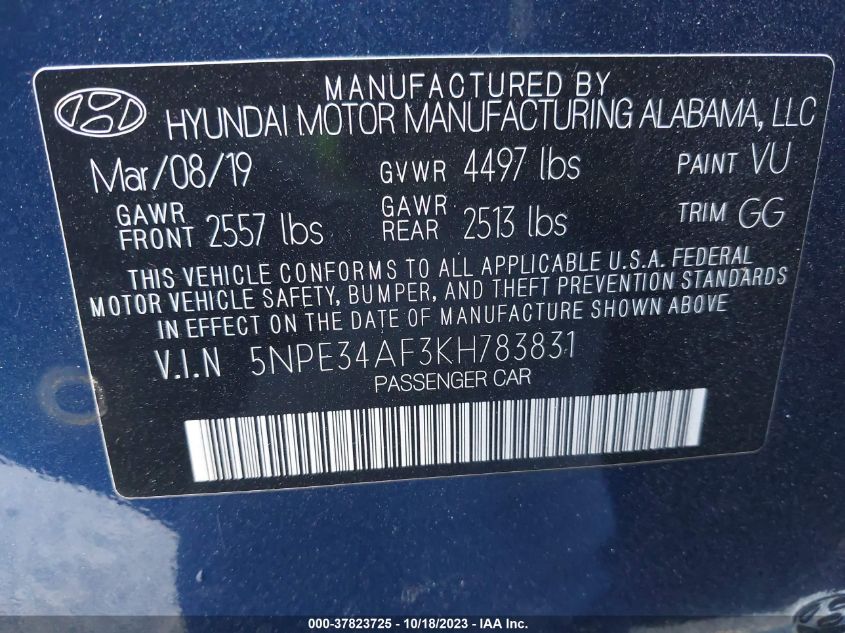 MANUFACTURED BY
HYUNDAI MOTOR MANUFACTURING ALABAMA, LLC
Mar/08/19 GVWR 4497 lbs PAINT VU
GAWR FRONT 2557 lbs GAWR REAR 2513 lbs TRIM GG
THIS VEHICLE CONFORMS TO ALL APPLICABLE U.S.A. FEDERAL
MOTOR VEHICLE SAFETY, BUMPER, AND THEFT PREVENTION STANDARDS
IN EFFECT ON THE DATE OF MANUFACTURE SHOWN ABOVE
V.I.N 5NPE34AF3KH783831
PASSENGER CAR
000-37823725 - 10/18/2023 - IAA Inc.